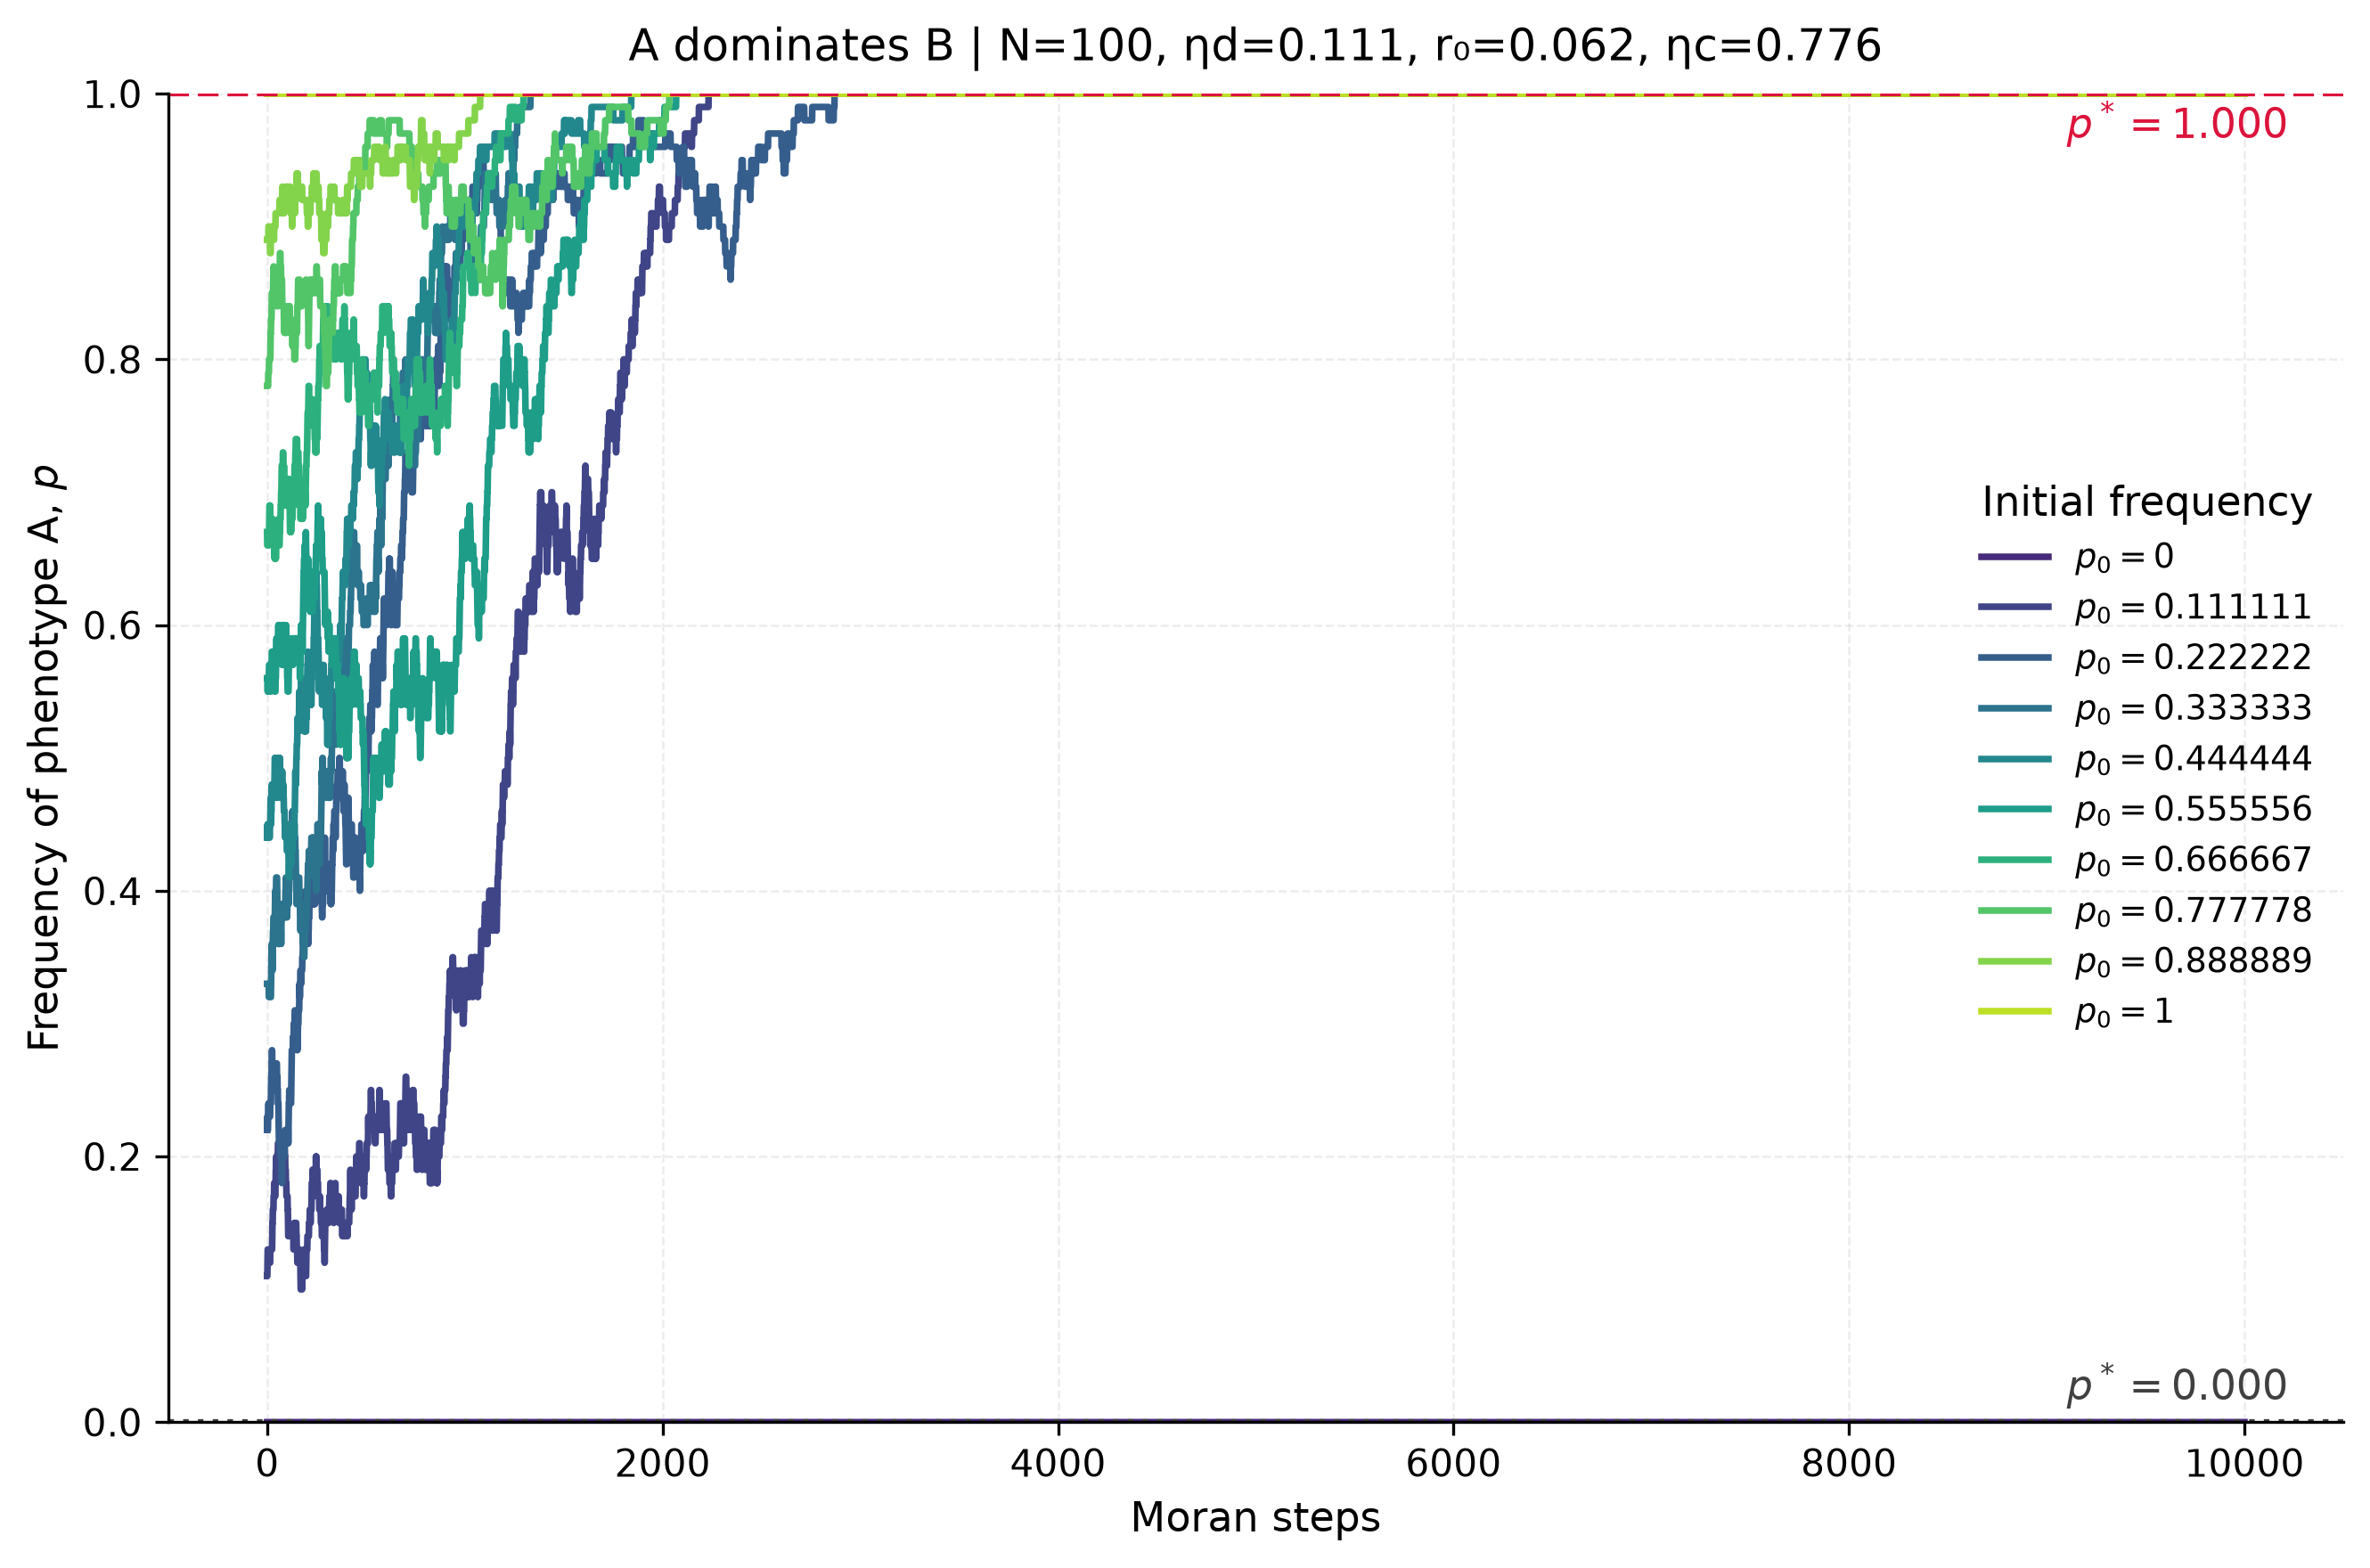 A dominates B | N=100, ηd=0.111, r₀=0.062, ηc=0.776
Frequency of phenotype A, p
1.0
0.8
0.6
0.4
0.2
0.0
p* = 1.000
Initial frequency
p₀ = 0
p₀ = 0.111111
p₀ = 0.222222
p₀ = 0.333333
p₀ = 0.444444
p₀ = 0.555556
p₀ = 0.666667
p₀ = 0.777778
p₀ = 0.888889
p₀ = 1
p* = 0.000
0 2000 4000 6000 8000 10000
Moran steps